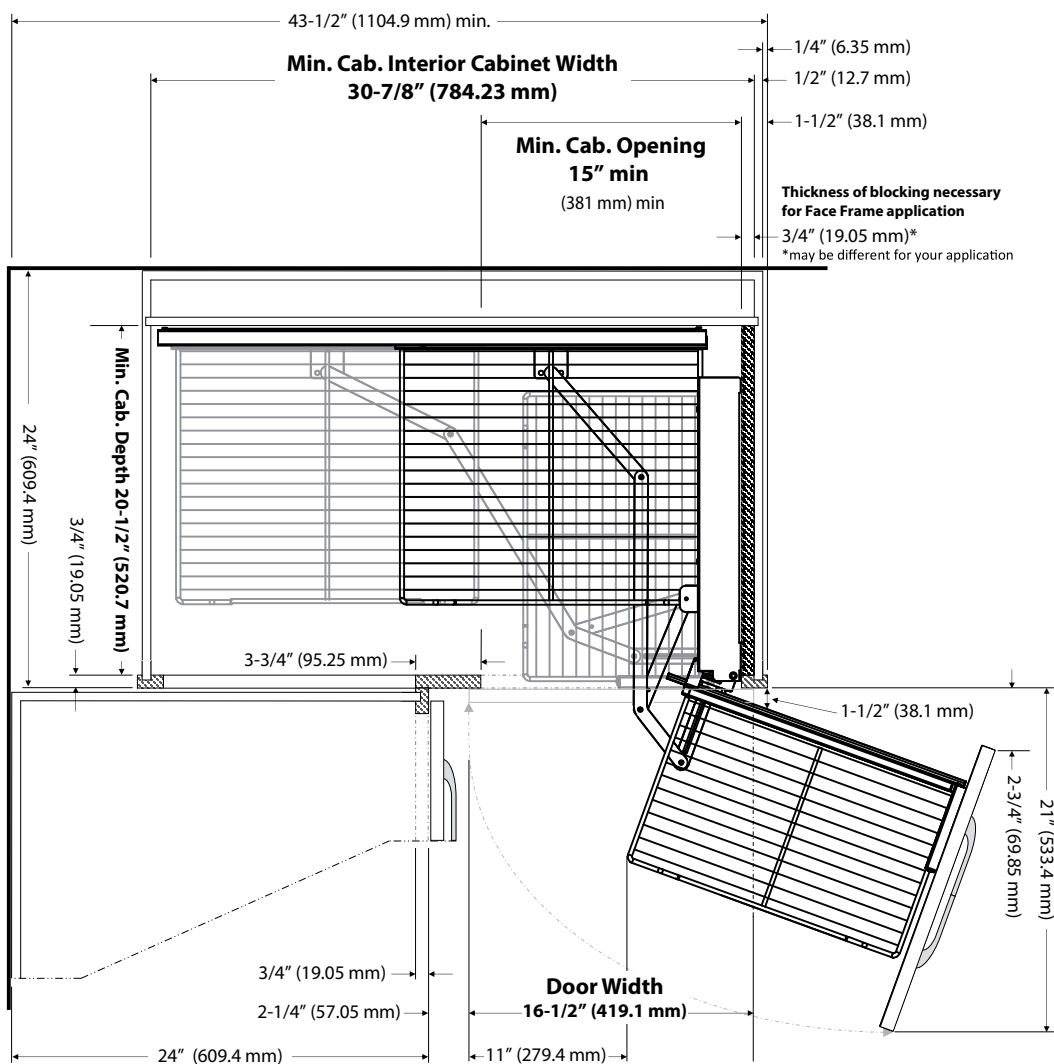 43-1/2” (1104.9 mm) min.
1/4” (6.35 mm)
Min. Cab. Interior Cabinet Width
30-7/8” (784.23 mm)
1/2” (12.7 mm)
1-1/2” (38.1 mm)
Min. Cab. Opening
15” min
(381 mm) min
Thickness of blocking necessary
for Face Frame application
3/4” (19.05 mm)*
*may be different for your application
24” (609.4 mm)
Min. Cab. Depth 20-1/2” (520.7 mm)
3/4” (19.05 mm)
3-3/4” (95.25 mm)
1-1/2” (38.1 mm)
2-3/4” (69.85 mm)
21” (533.4 mm)
3/4” (19.05 mm)
2-1/4” (57.05 mm)
Door Width
16-1/2” (419.1 mm)
24” (609.4 mm)
11” (279.4 mm)